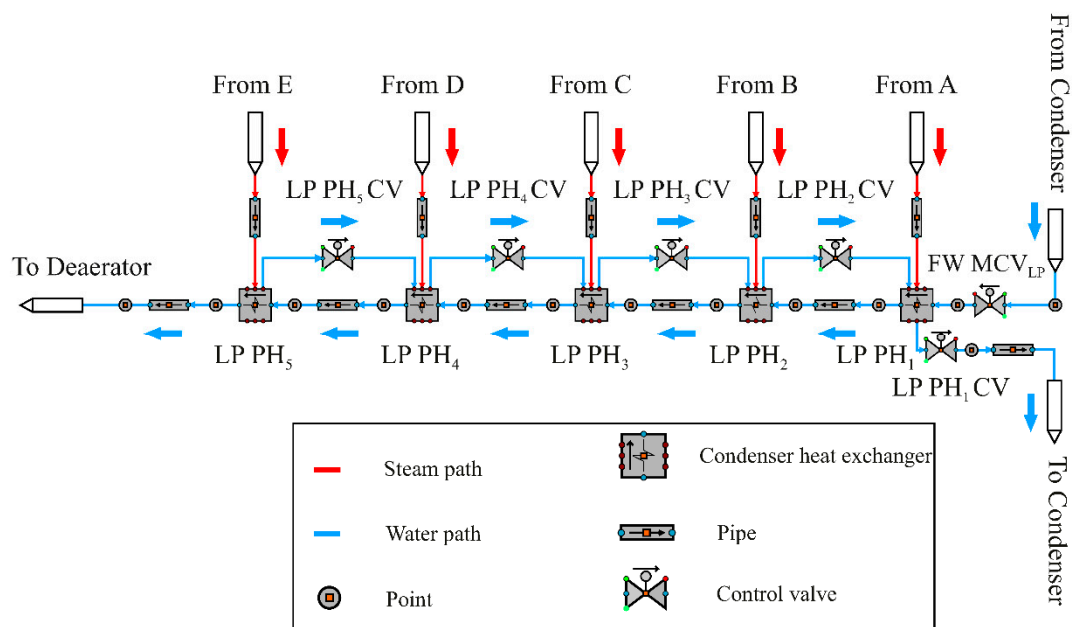 From E
From D
From C
From B
From A
From Condenser
LP PH₅ CV
LP PH₄ CV
LP PH₃ CV
LP PH₂ CV
To Deaerator
FW MCV_LP
LP PH₅
LP PH₄
LP PH₃
LP PH₂
LP PH₁
LP PH₁ CV
To Condenser
Steam path
Condenser heat exchanger
Water path
Pipe
Point
Control valve